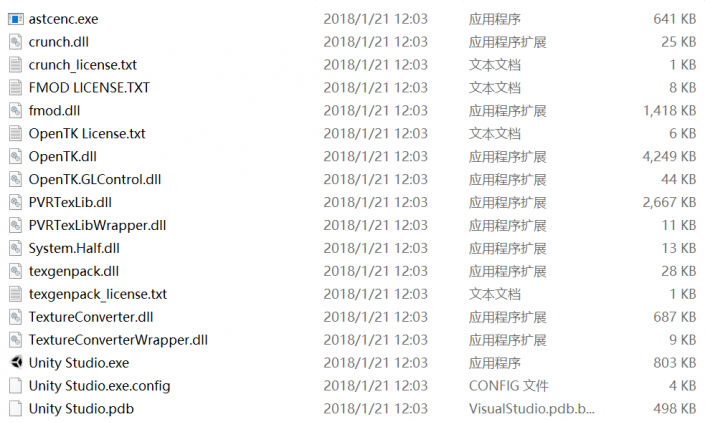 astcenc.exe 2018/1/21 12:03 应用程序 641 KB
crunch.dll 2018/1/21 12:03 应用程序扩展 25 KB
crunch_license.txt 2018/1/21 12:03 文本文档 1 KB
FMOD LICENSE.TXT 2018/1/21 12:03 文本文档 8 KB
fmod.dll 2018/1/21 12:03 应用程序扩展 1,418 KB
OpenTK License.txt 2018/1/21 12:03 文本文档 6 KB
OpenTK.dll 2018/1/21 12:03 应用程序扩展 4,249 KB
OpenTK.GLControl.dll 2018/1/21 12:03 应用程序扩展 44 KB
PVRTexLib.dll 2018/1/21 12:03 应用程序扩展 2,667 KB
PVRTexLibWrapper.dll 2018/1/21 12:03 应用程序扩展 11 KB
System.Half.dll 2018/1/21 12:03 应用程序扩展 13 KB
texgenpack.dll 2018/1/21 12:03 应用程序扩展 28 KB
texgenpack_license.txt 2018/1/21 12:03 文本文档 1 KB
TextureConverter.dll 2018/1/21 12:03 应用程序扩展 687 KB
TextureConverterWrapper.dll 2018/1/21 12:03 应用程序扩展 9 KB
Unity Studio.exe 2018/1/21 12:03 应用程序 803 KB
Unity Studio.exe.config 2018/1/21 12:03 CONFIG 文件 4 KB
Unity Studio.pdb 2018/1/21 12:03 VisualStudio.pdb.b... 498 KB